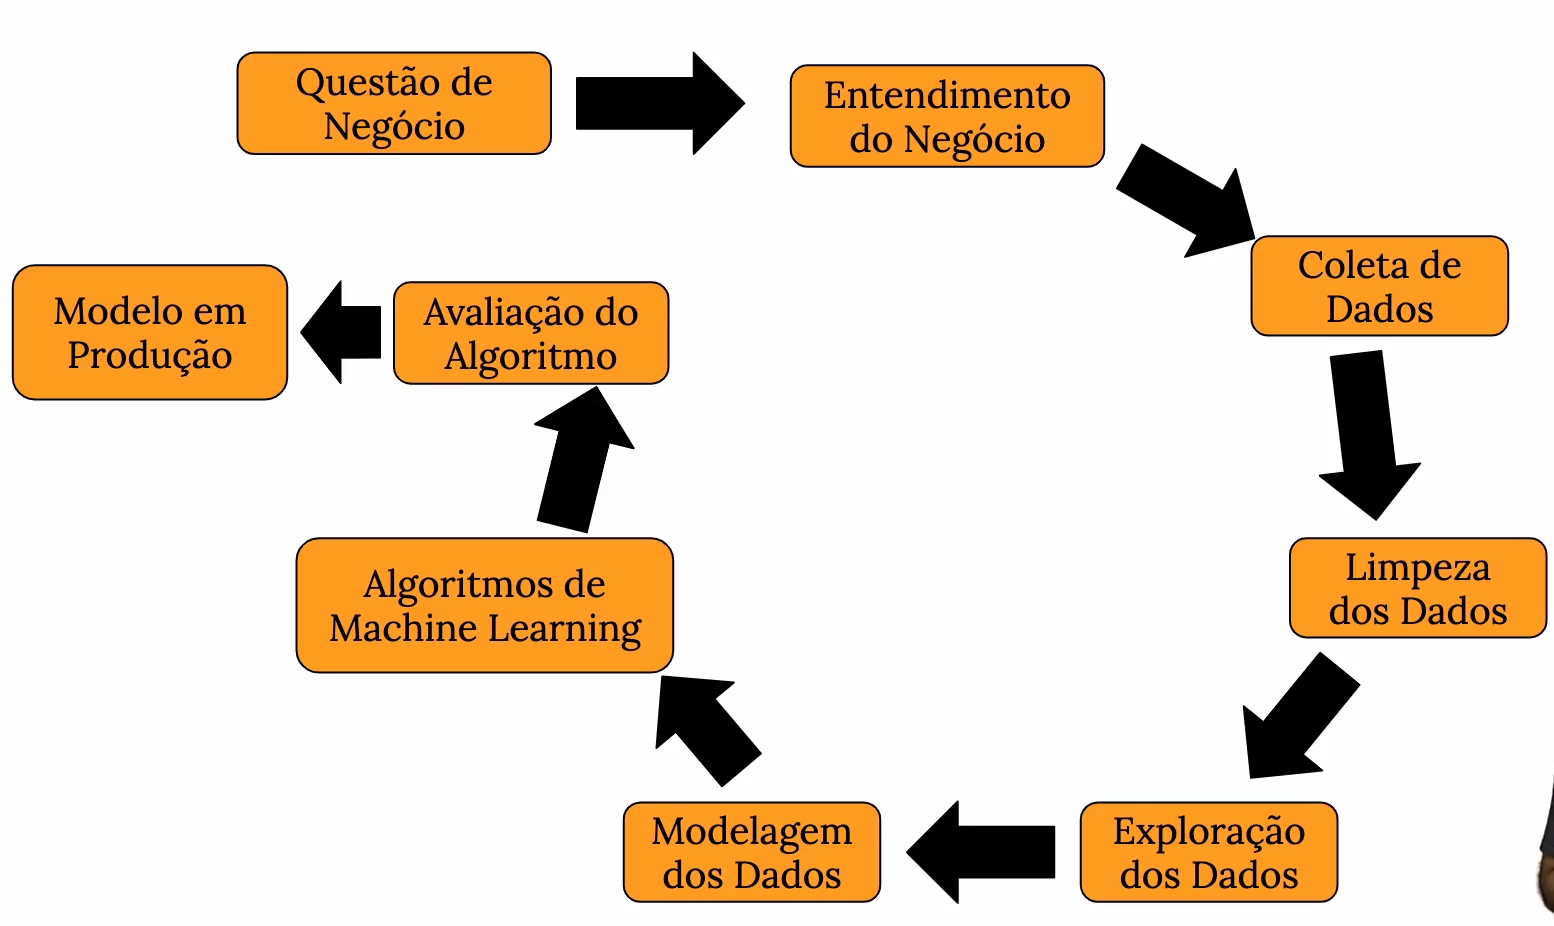 Questão de
Negócio
Entendimento
do Negócio
Coleta de
Dados
Limpeza
dos Dados
Exploração
dos Dados
Modelagem
dos Dados
Algoritmos de
Machine Learning
Avaliação do
Algoritmo
Modelo em
Produção